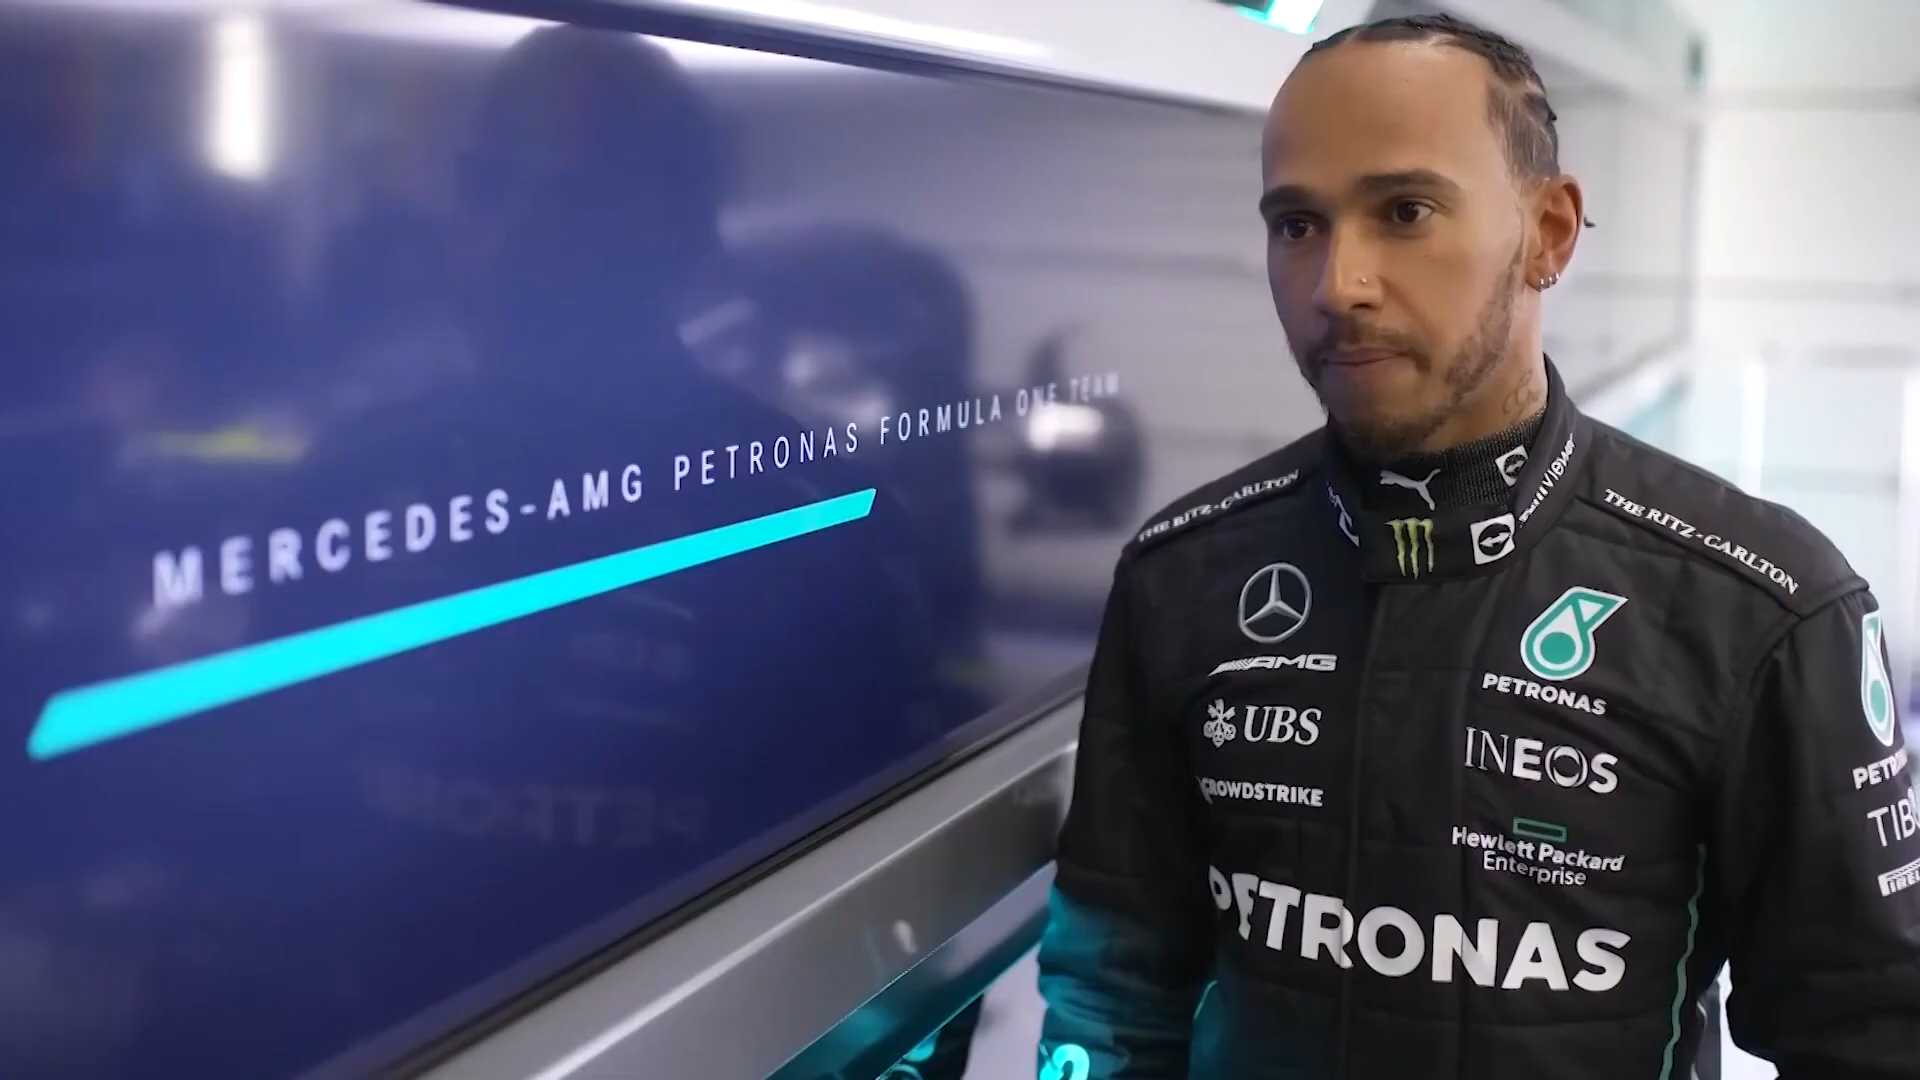 MERCEDES-AMG PETRONAS FORMULA ONE TEAM
THE RITZ-CARLTON
THE RITZ-CARLTON
AMG
UBS
CROWDSTRIKE
PETRONAS
INEOS
Hewlett Packard
Enterprise
PETRONAS